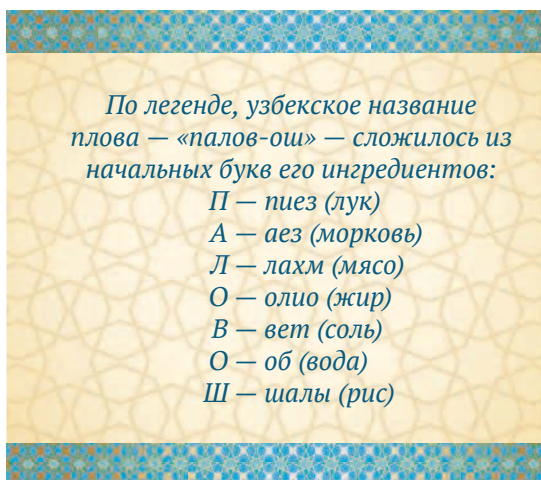 По легенде, узбекское название
плова — «палов-ош» — сложилось из
начальных букв его ингредиентов:
П — пиез (лук)
А — аез (морковь)
Л — лахм (мясо)
О — олио (жир)
В — вет (соль)
О — об (вода)
Ш — шалы (рис)